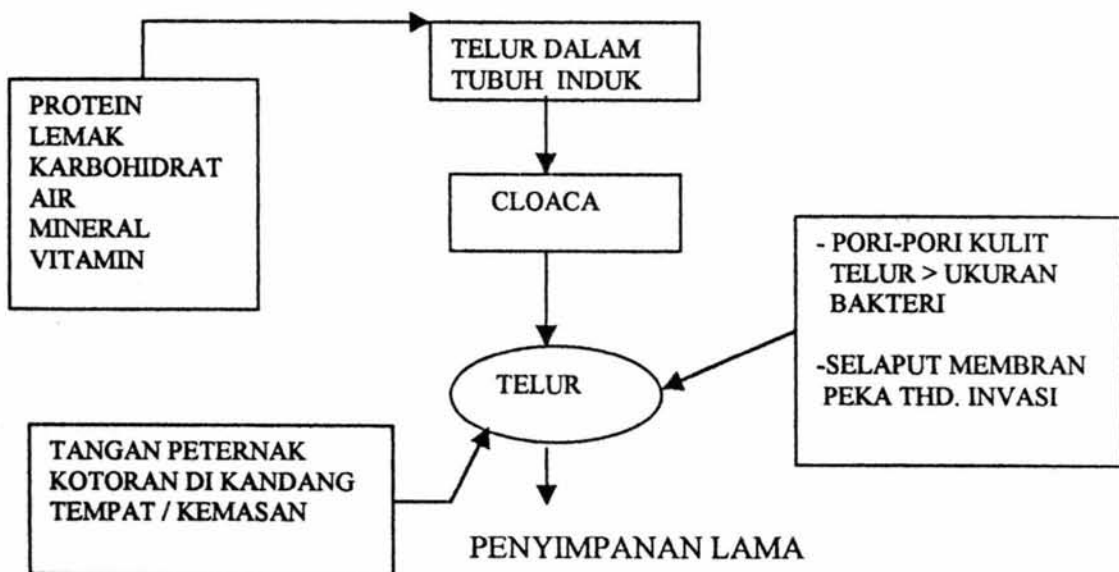 TELUR DALAM
TUBUH INDUK
PROTEIN
LEMAK
KARBOHIDRAT
AIR
MINERAL
VITAMIN
CLOACA
- PORI-PORI KULIT
TELUR > UKURAN
BAKTERI
-SELAPUT MEMBRAN
PEKA THD. INVASI
TELUR
TANGAN PETERNAK
KOTORAN DI KANDANG
TEMPAT / KEMASAN
PENYIMPANAN LAMA